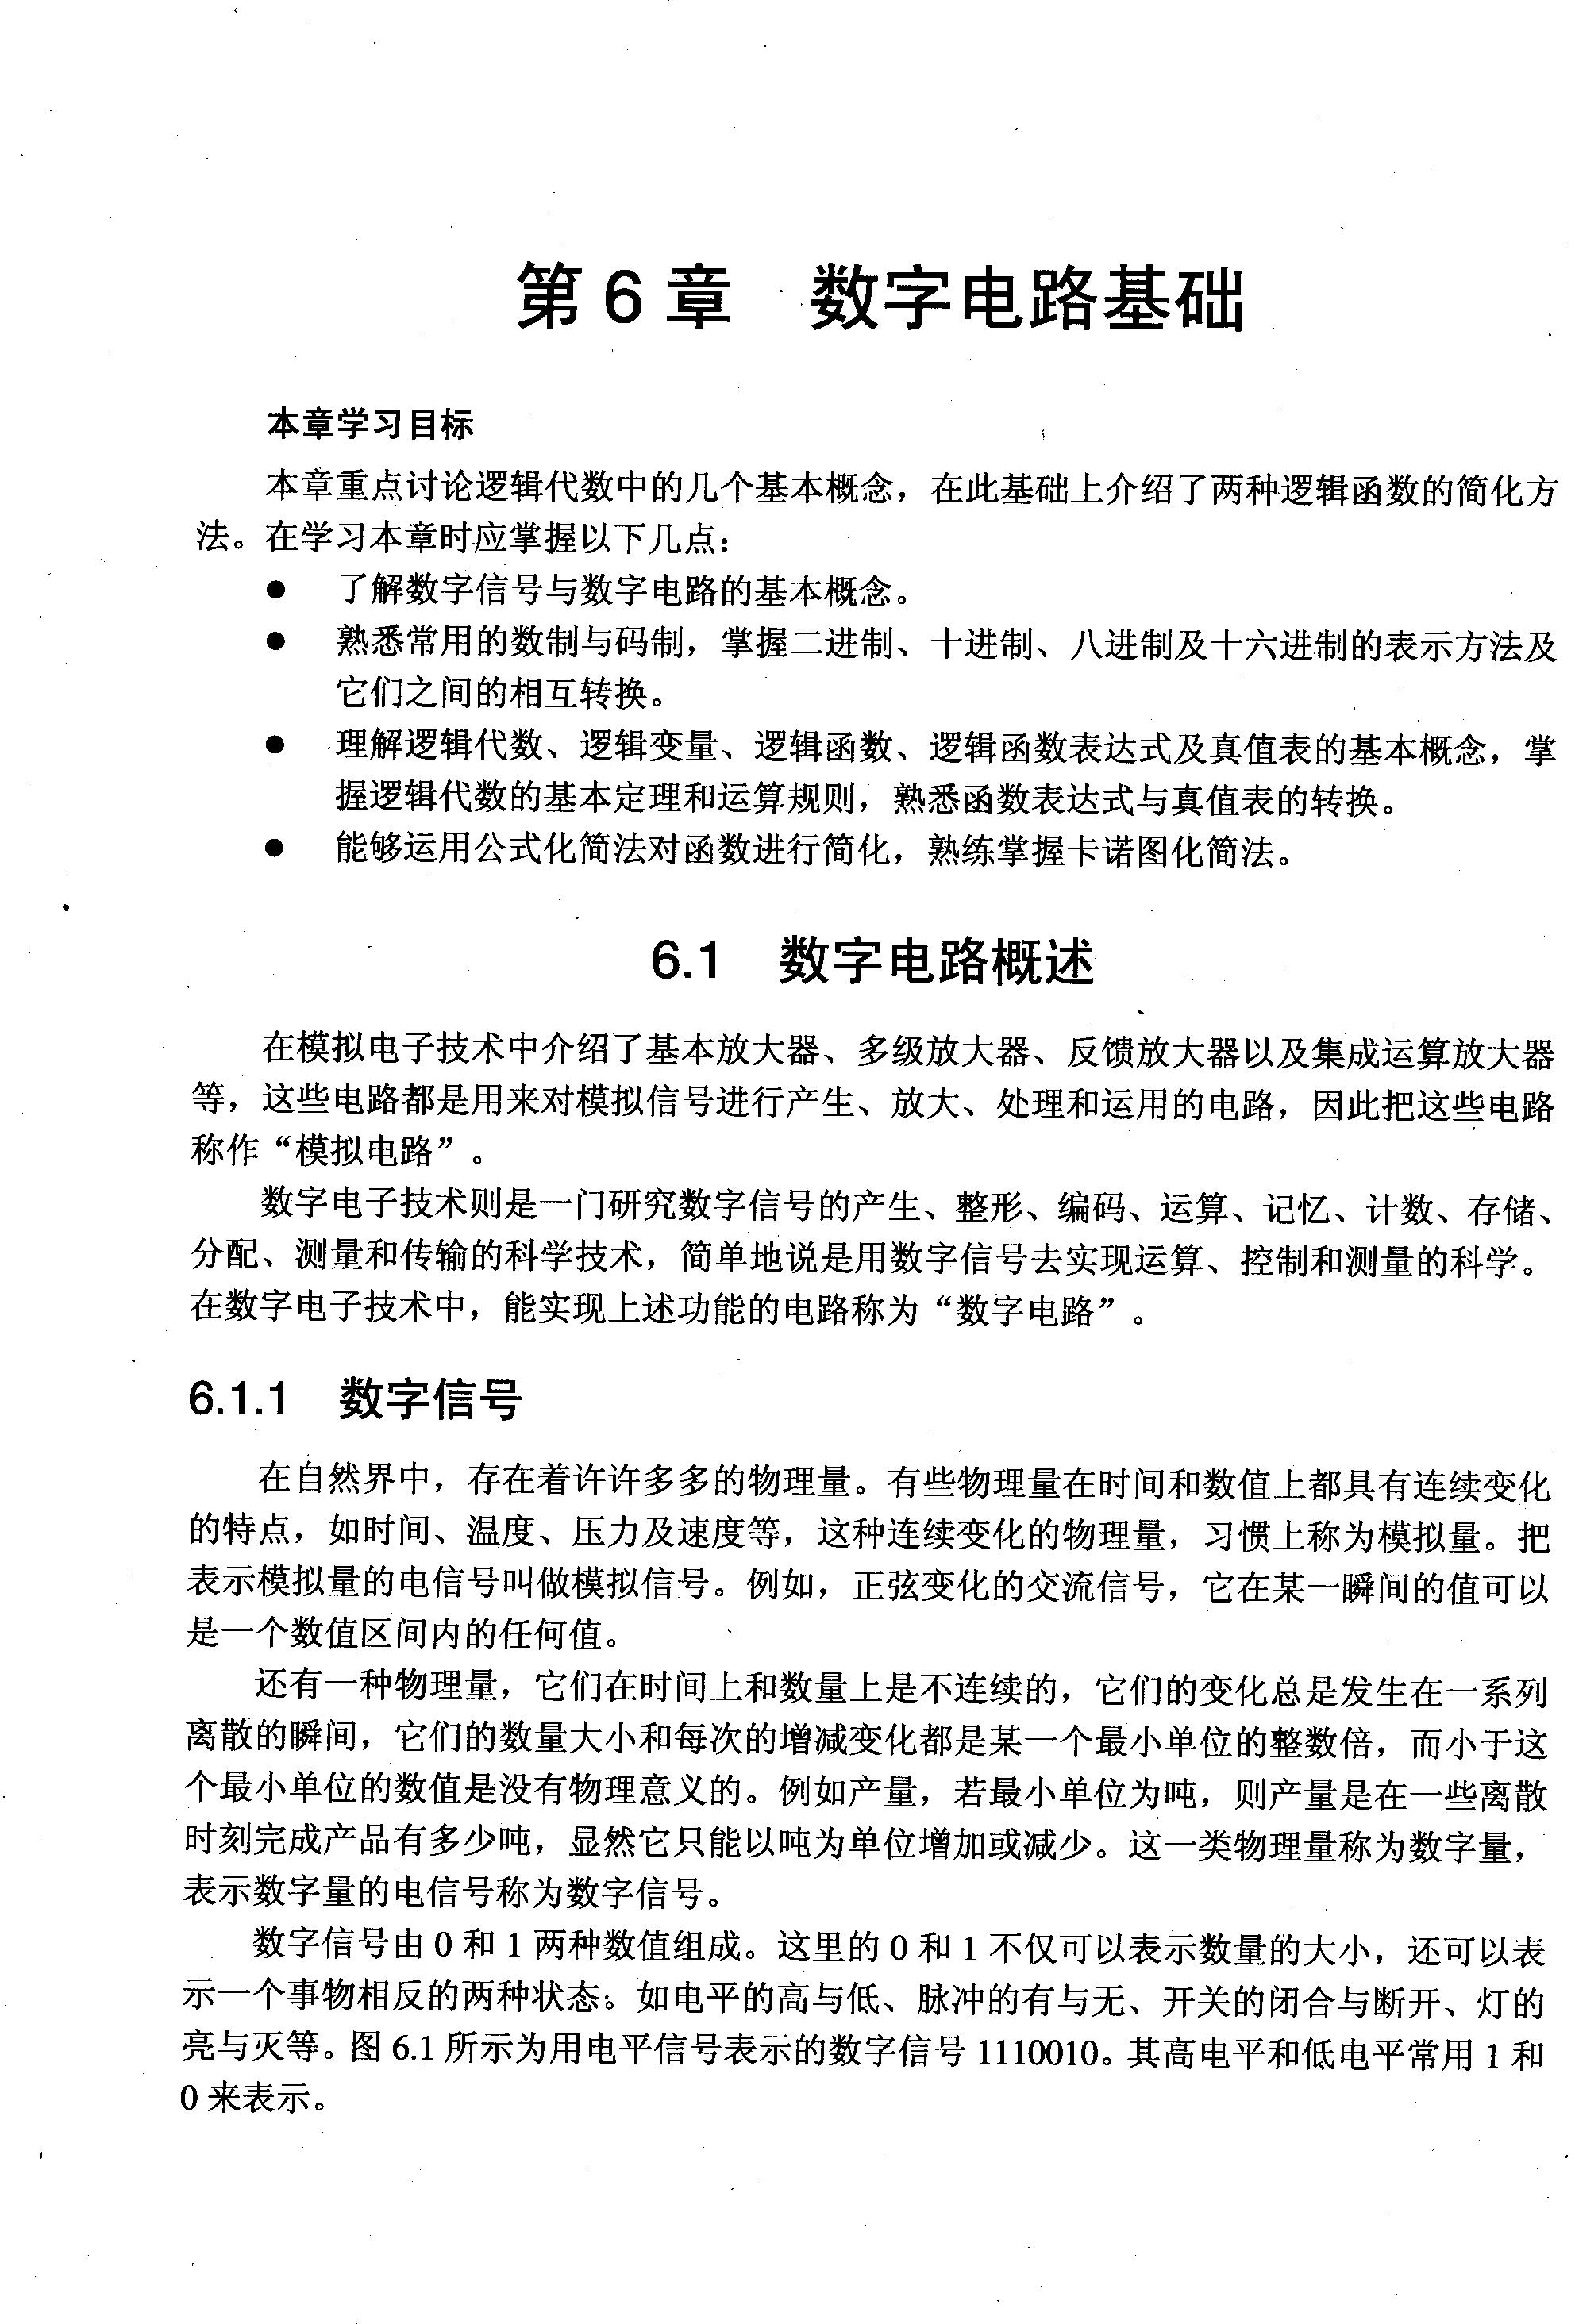 第6章 数字电路基础
本章学习目标
本章重点讨论逻辑代数中的几个基本概念，在此基础上介绍了两种逻辑函数的简化方
法。在学习本章时应掌握以下几点：
● 了解数字信号与数字电路的基本概念。
● 熟悉常用的数制与码制，掌握二进制、十进制、八进制及十六进制的表示方法及
它们之间的相互转换。
● 理解逻辑代数、逻辑变量、逻辑函数、逻辑函数表达式及真值表的基本概念，掌
握逻辑代数的基本定理和运算规则，熟悉函数表达式与真值表的转换。
● 能够运用公式化简法对函数进行简化，熟练掌握卡诺图化简法。
6.1 数字电路概述
在模拟电子技术中介绍了基本放大器、多级放大器、反馈放大器以及集成运算放大器
等，这些电路都是用来对模拟信号进行产生、放大、处理和运用的电路，因此把这些电路
称作“模拟电路”。
数字电子技术则是一门研究数字信号的产生、整形、编码、运算、记忆、计数、存储、
分配、测量和传输的科学技术，简单地说是用数字信号去实现运算、控制和测量的科学。
在数字电子技术中，能实现上述功能的电路称为“数字电路”。
6.1.1 数字信号
在自然界中，存在着许许多多的物理量。有些物理量在时间和数值上都具有连续变化
的特点，如时间、温度、压力及速度等，这种连续变化的物理量，习惯上称为模拟量。把
表示模拟量的电信号叫做模拟信号。例如，正弦变化的交流信号，它在某一瞬间的值可以
是一个数值区间内的任何值。
还有一种物理量，它们在时间上和数量上是不连续的，它们的变化总是发生在一系列
离散的瞬间，它们的数量大小和每次的增减变化都是某一个最小单位的整数倍，而小于这
个最小单位的数值是没有物理意义的。例如产量，若最小单位为吨，则产量是在一些离散
时刻完成产品有多少吨，显然它只能以吨为单位增加或减少。这一类物理量称为数字量，
表示数字量的电信号称为数字信号。
数字信号由 0 和 1 两种数值组成。这里的 0 和 1 不仅可以表示数量的大小，还可以表
示一个事物相反的两种状态。如电平的高与低、脉冲的有与无、开关的闭合与断开、灯的
亮与灭等。图 6.1 所示为用电平信号表示的数字信号 1110010。其高电平和低电平常用 1 和
0 来表示。